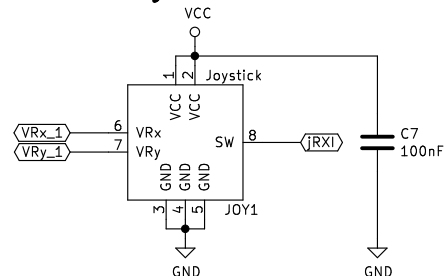 VCC
1
2
Joystick
VCC
VCC
VRx_1
6
VRx
VRy_1
7
VRy
SW
8
jRXI
C7
100nF
GND
GND
GND
3
4
5
JOY1
GND
GND